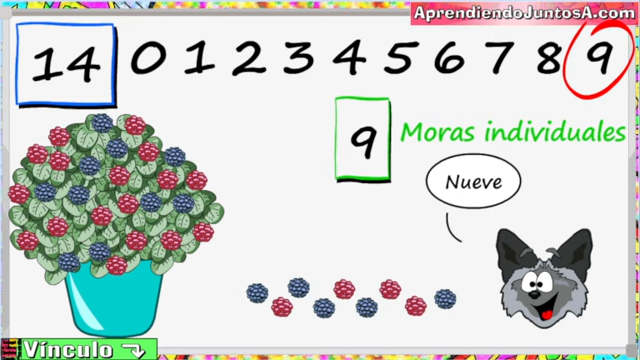 AprendiendoJuntosA.com
14 0 1 2 3 4 5 6 7 8 9
9 Moras individuales
Nueve
Vínculo